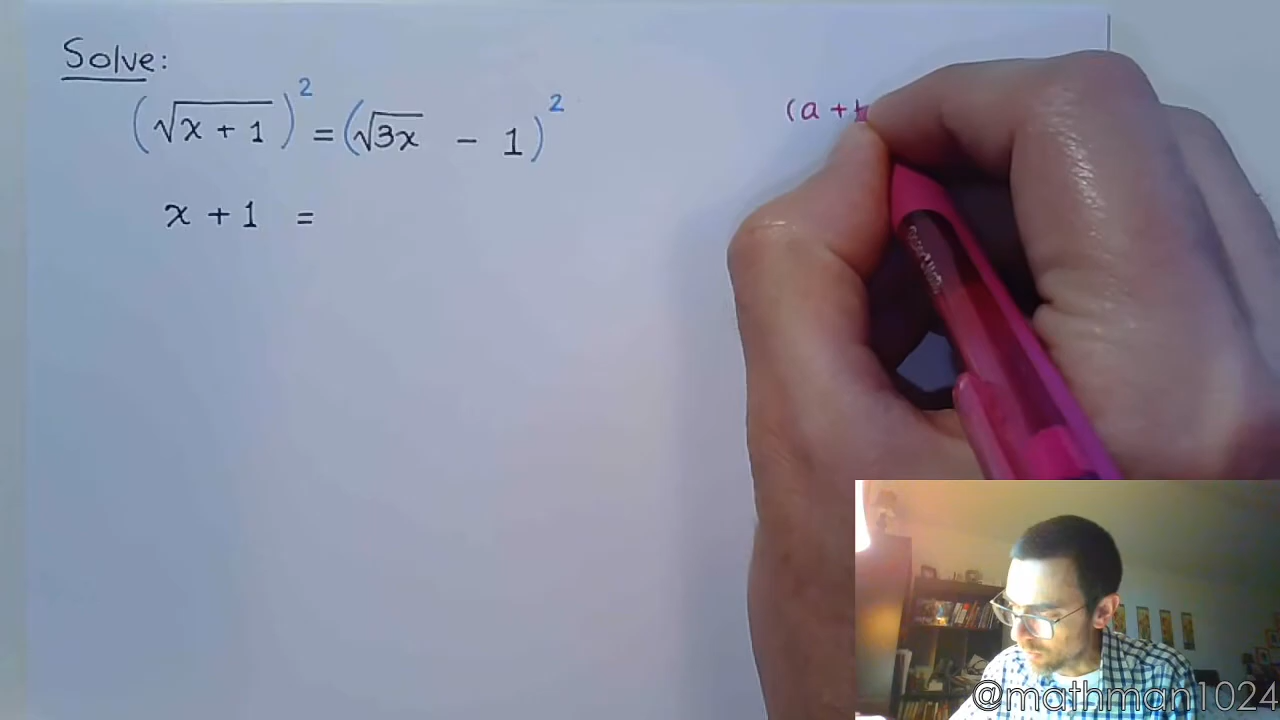 Solve:
(√x + 1)² = (√3x - 1)²
(a +
x + 1 =
@mathman1024